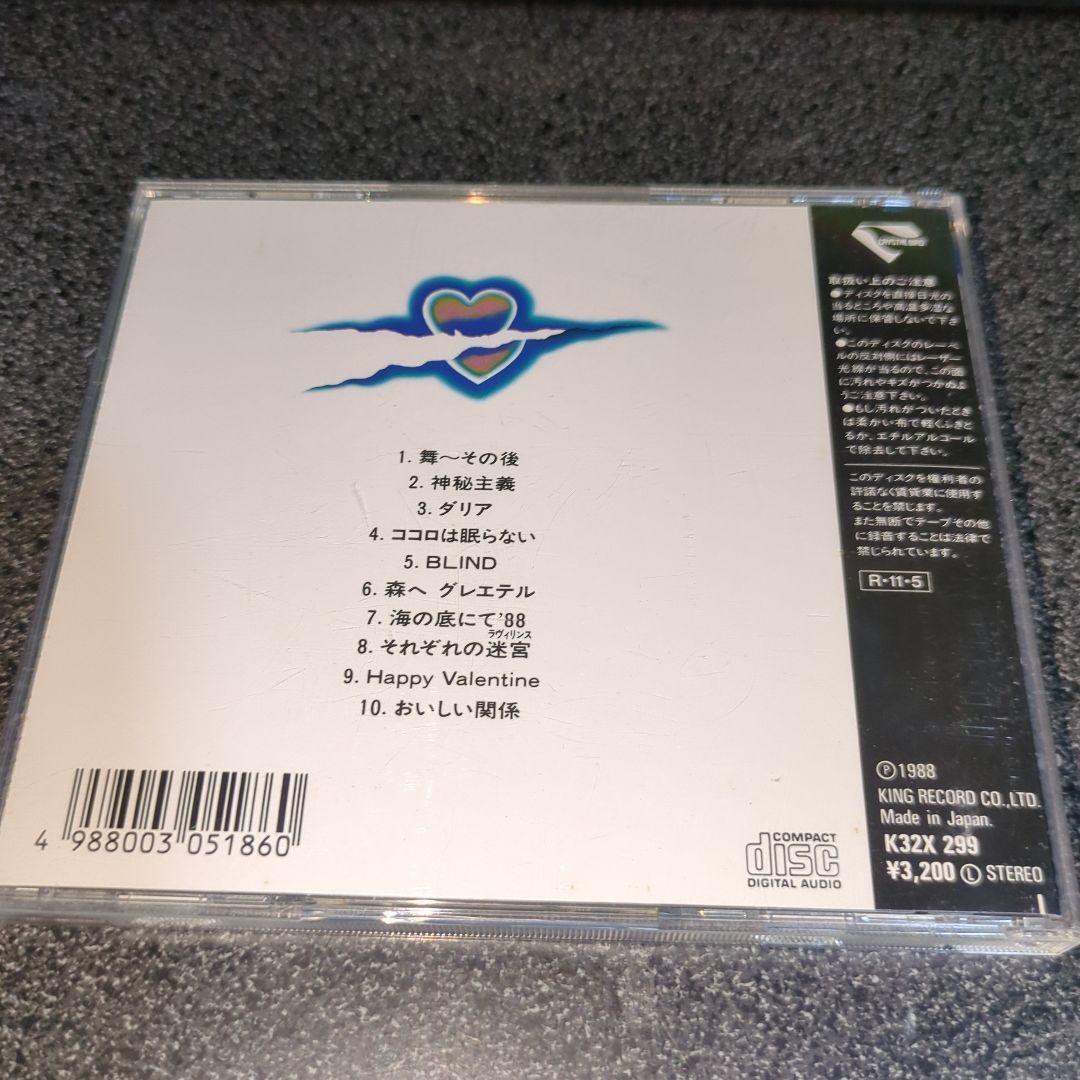 1. 舞～その後
2. 神秘主義
3. ダリア
4. ココロは眠らない
5. BLIND
6. 森へ グレエテル
7. 海の底にて'88
ラヴィリンス
8. それぞれの迷宮
9. Happy Valentine
10. おいしい関係
4 988003 051860
COMPACT
disc
DIGITAL AUDIO
CRYSTAL BIRD
取扱い上のご注意
●ディスクを直接日光の
当るところや高温多湿な
場所に保管しないで下さ
い。
●このディスクのレーベ
ルの反対側にはレーザー
光線が当るので、この面
に汚れやキズがつかぬよ
うご注意下さい。
●もし汚れがついたとき
は柔かい布で軽くふきと
るか、エチルアルコール
で除去して下さい。
このディスクを権利者の
許諾なく賃貸業に使用す
ることを禁じます。
また無断でテープその他
に録音することは法律で
禁じられています。
R・11・5
Ⓟ1988
KING RECORD CO.,LTD.
Made in Japan.
K32X 299
¥3,200 Ⓛ STEREO